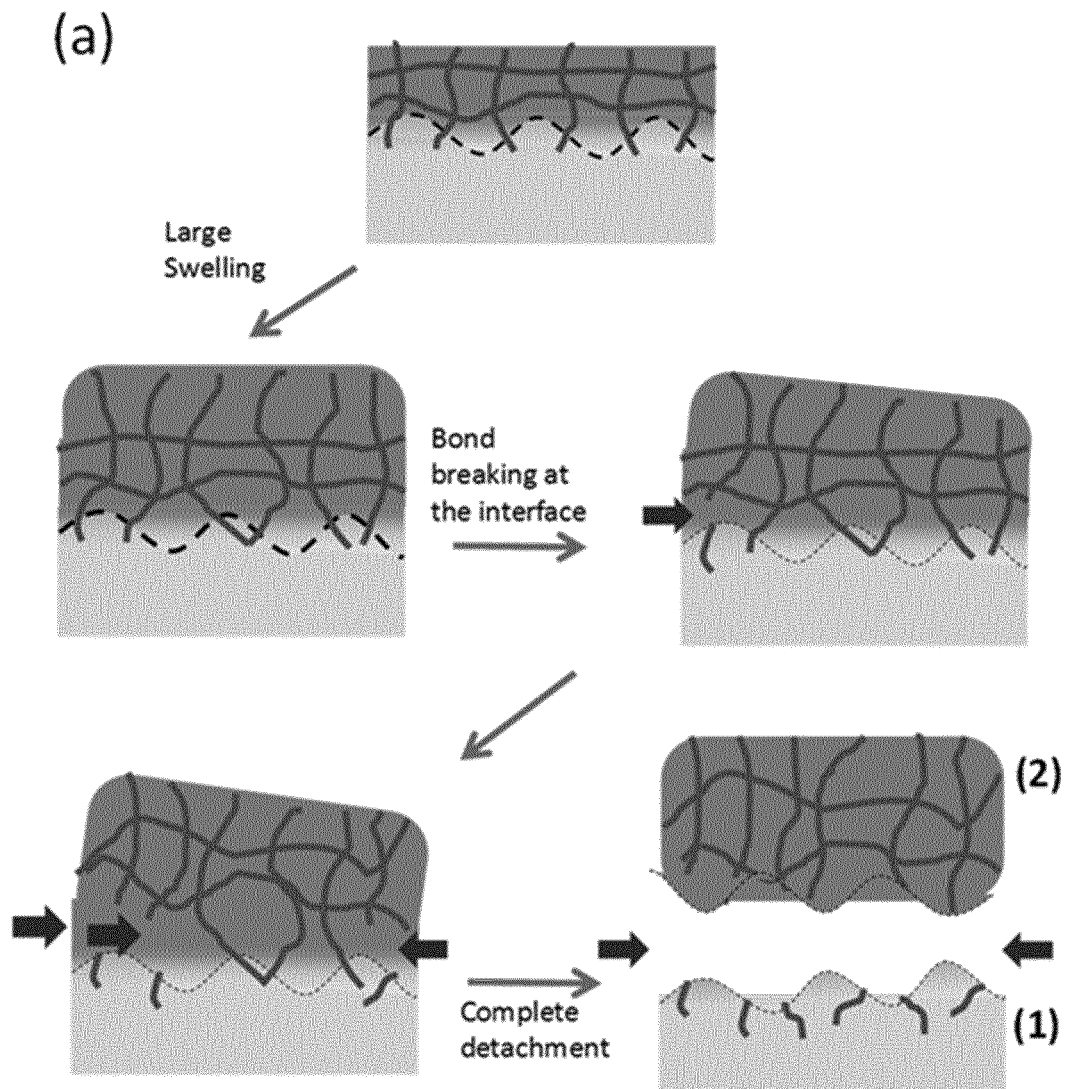 (a)
Large
Swelling
Bond
breaking at
the interface
(2)
Complete
detachment
(1)